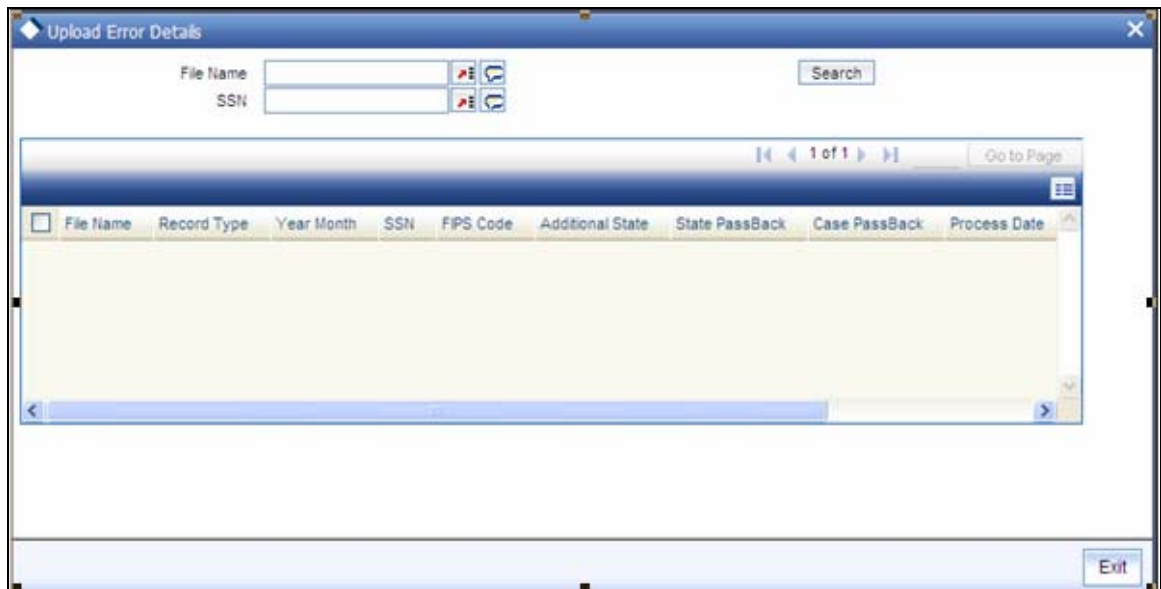 Upload Error Details
File Name
Search
SSN
1 of 1
Go to Page
File Name Record Type Year Month SSN FIPS Code Additional State State PassBack Case PassBack Process Date
Exit